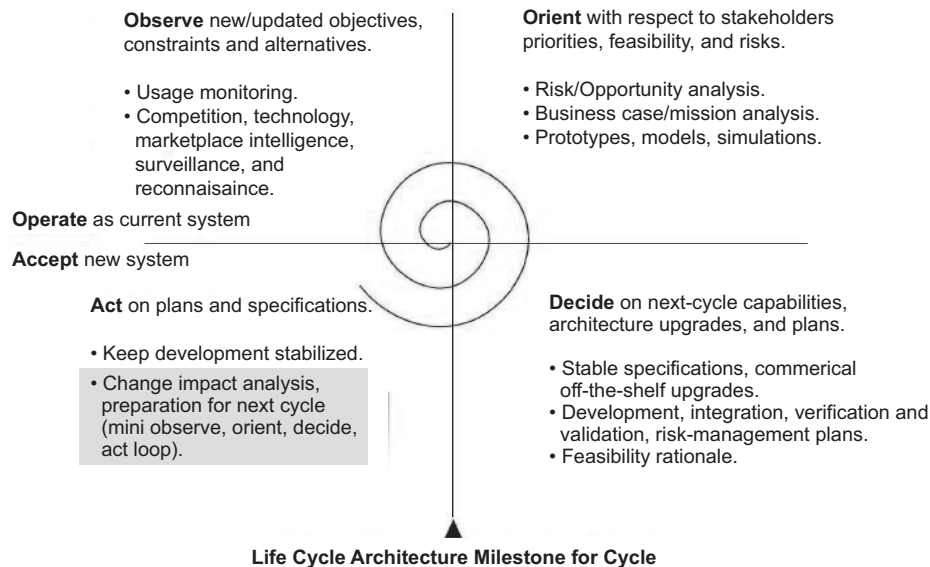 Observe new/updated objectives,
constraints and alternatives.
• Usage monitoring.
• Competition, technology,
marketplace intelligence,
surveillance, and
reconnaisaince.
Orient with respect to stakeholders
priorities, feasibility, and risks.
• Risk/Opportunity analysis.
• Business case/mission analysis.
• Prototypes, models, simulations.
Operate as current system
Accept new system
Act on plans and specifications.
• Keep development stabilized.
• Change impact analysis,
preparation for next cycle
(mini observe, orient, decide,
act loop).
Decide on next-cycle capabilities,
architecture upgrades, and plans.
• Stable specifications, commerical
off-the-shelf upgrades.
• Development, integration, verification and
validation, risk-management plans.
• Feasibility rationale.
Life Cycle Architecture Milestone for Cycle